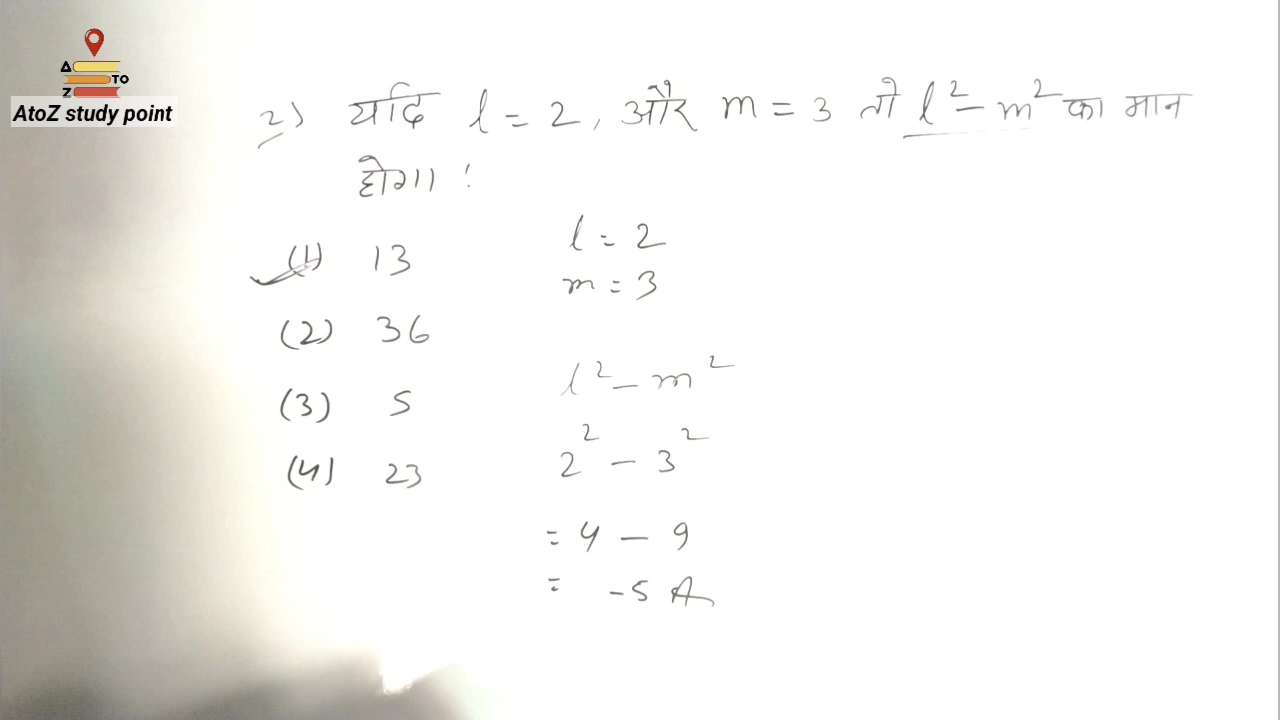 Δ TO Z
AtoZ study point
2) यदि l = 2, और m = 3 तो l² - m² का मान
होगा :
(1) 13
(2) 36
(3) 5
(4) 23
l = 2
m = 3
l² - m²
2² - 3²
= 4 - 9
= -5 A